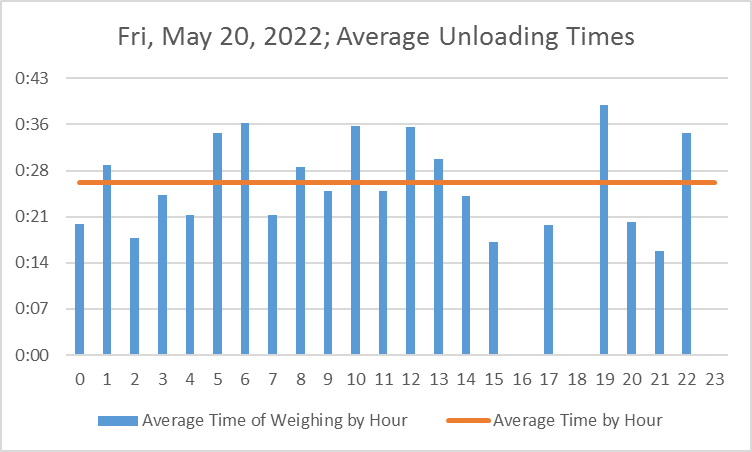 Fri, May 20, 2022; Average Unloading Times
0:43
0:36
0:28
0:21
0:14
0:07
0:00
0 1 2 3 4 5 6 7 8 9 10 11 12 13 14 15 16 17 18 19 20 21 22 23
Average Time of Weighing by Hour Average Time by Hour